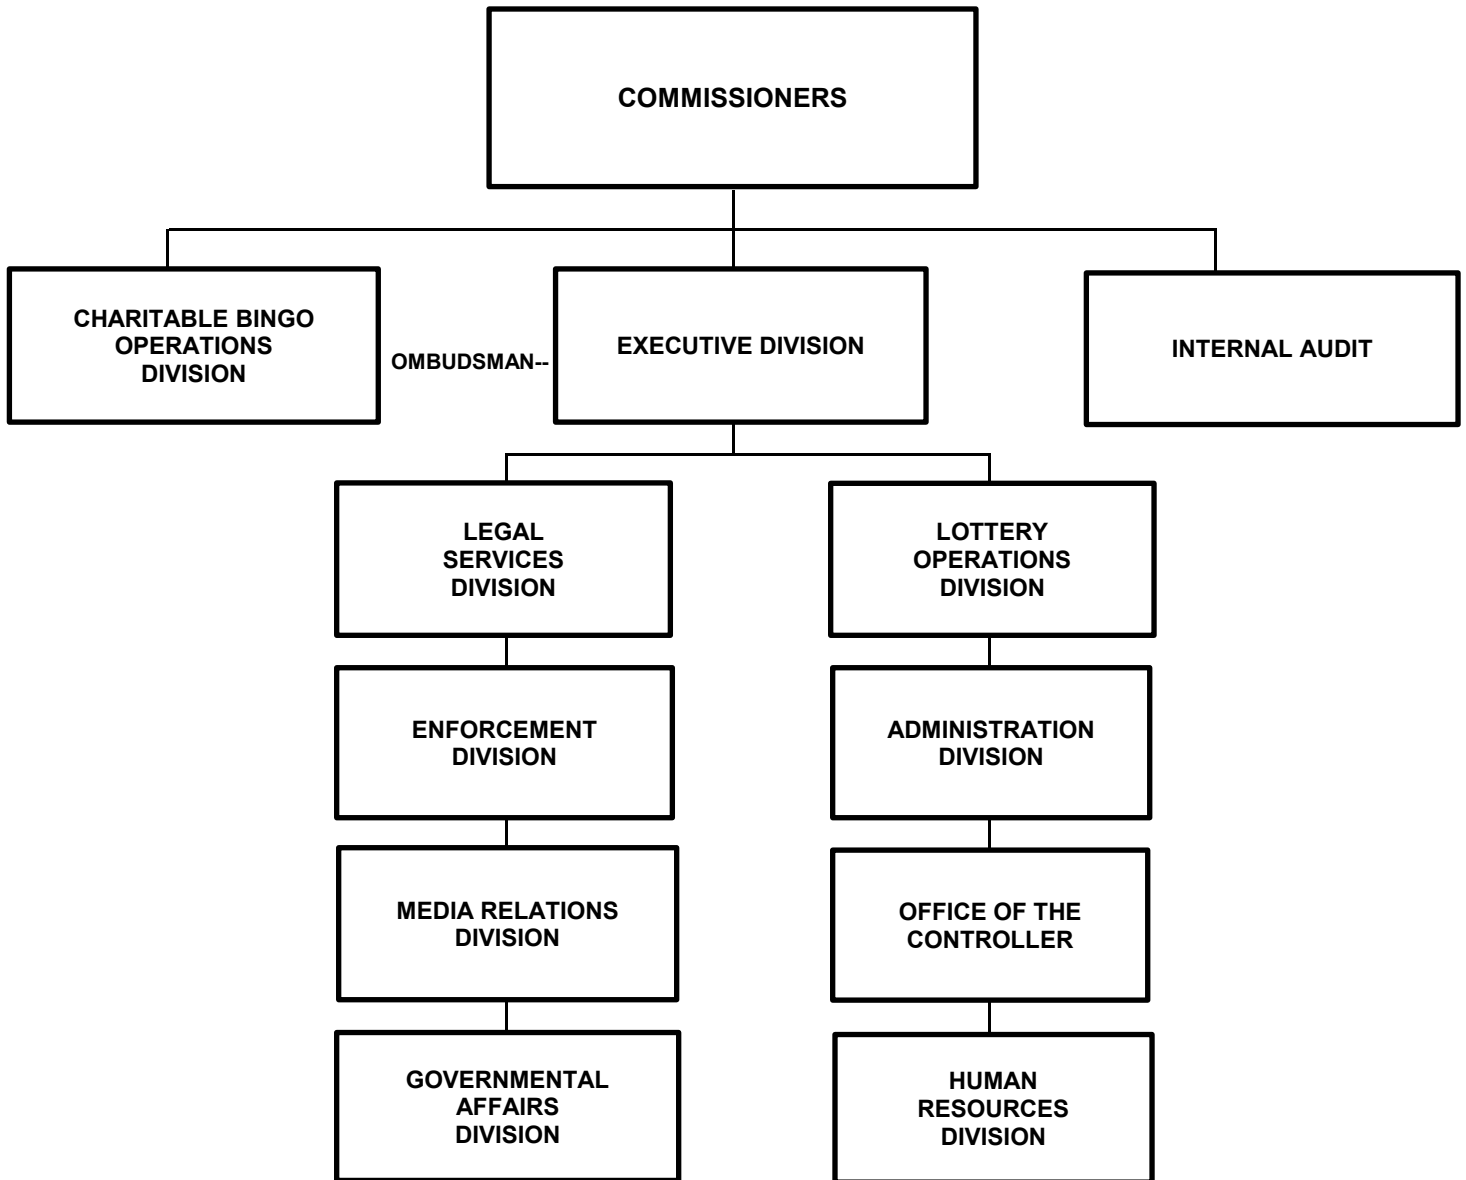 COMMISSIONERS
CHARITABLE BINGO
OPERATIONS
DIVISION
OMBUDSMAN--
EXECUTIVE DIVISION
INTERNAL AUDIT
LEGAL
SERVICES
DIVISION
LOTTERY
OPERATIONS
DIVISION
ENFORCEMENT
DIVISION
ADMINISTRATION
DIVISION
MEDIA RELATIONS
DIVISION
OFFICE OF THE
CONTROLLER
GOVERNMENTAL
AFFAIRS
DIVISION
HUMAN
RESOURCES
DIVISION